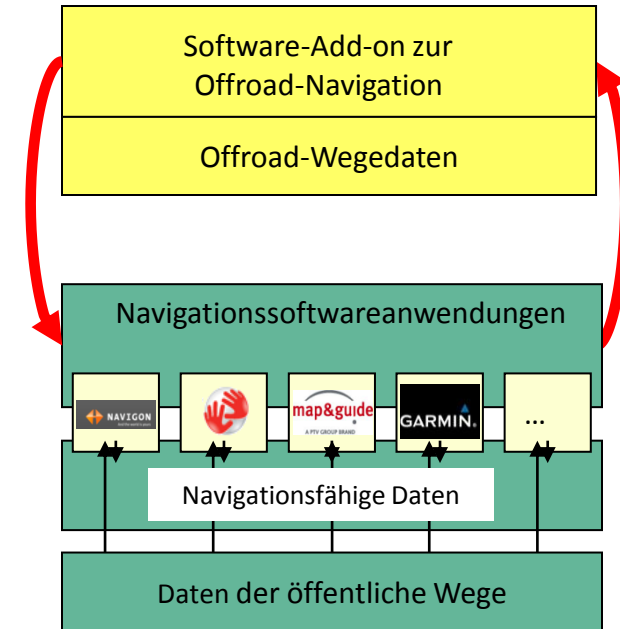 Software-Add-on zur
Offroad-Navigation
Offroad-Wegedaten
Navigationssoftwareanwendungen
NAVIGON
map&guide
A PTV GROUP BRAND
GARMIN.
...
Navigationsfähige Daten
Daten der öffentliche Wege